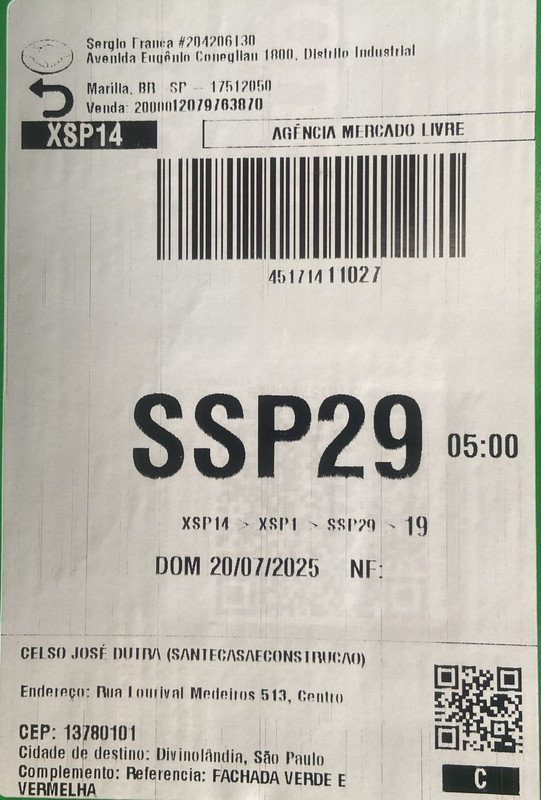 Sergio Franca #204206130
Avenida Eugênio Coneglian 1800, Distrito Industrial
Marilia, BR SP - 17512050
Venda: 2000012079763870
XSP14
AGÊNCIA MERCADO LIVRE
45171411027
SSP29 05:00
XSP14 > XSP1 > SSP29 > 19
DOM 20/07/2025 NF:
CELSO JOSÉ DUTRA (SANTECASAECONSTRUCAO)
Endereço: Rua Lourival Medeiros 513, Centro
CEP: 13780101
Cidade de destino: Divinolândia, São Paulo
Complemento: Referencia: FACHADA VERDE E
VERMELHA
C